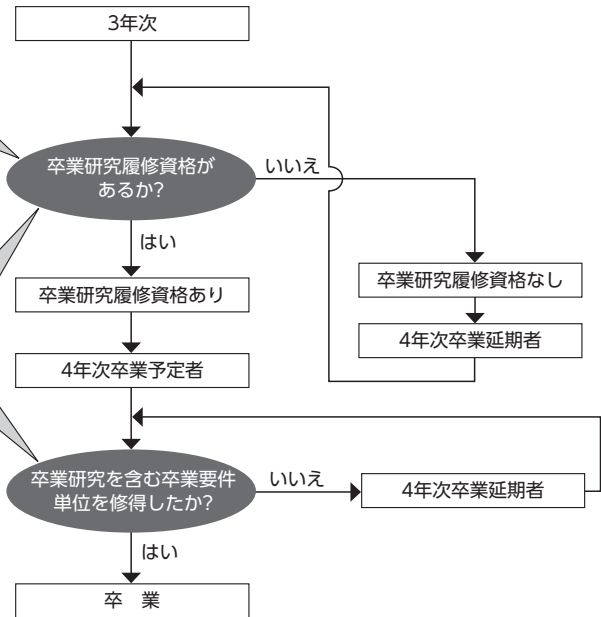 3年次
卒業研究履修資格が
あるか?
いいえ
はい
卒業研究履修資格あり
卒業研究履修資格なし
4年次卒業予定者
4年次卒業延期者
卒業研究を含む卒業要件
単位を修得したか?
いいえ
4年次卒業延期者
はい
卒　業